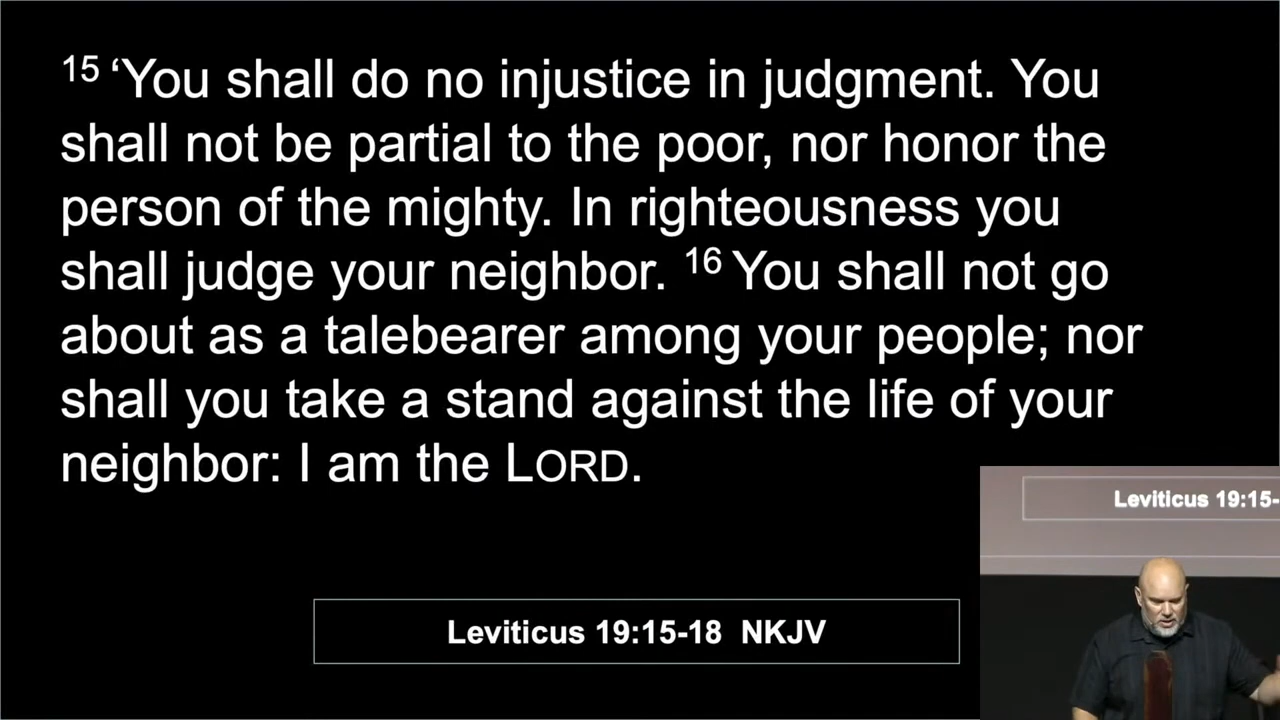 15 ‘You shall do no injustice in judgment. You
shall not be partial to the poor, nor honor the
person of the mighty. In righteousness you
shall judge your neighbor. 16 You shall not go
about as a talebearer among your people; nor
shall you take a stand against the life of your
neighbor: I am the LORD.
Leviticus 19:15-
Leviticus 19:15-18 NKJV